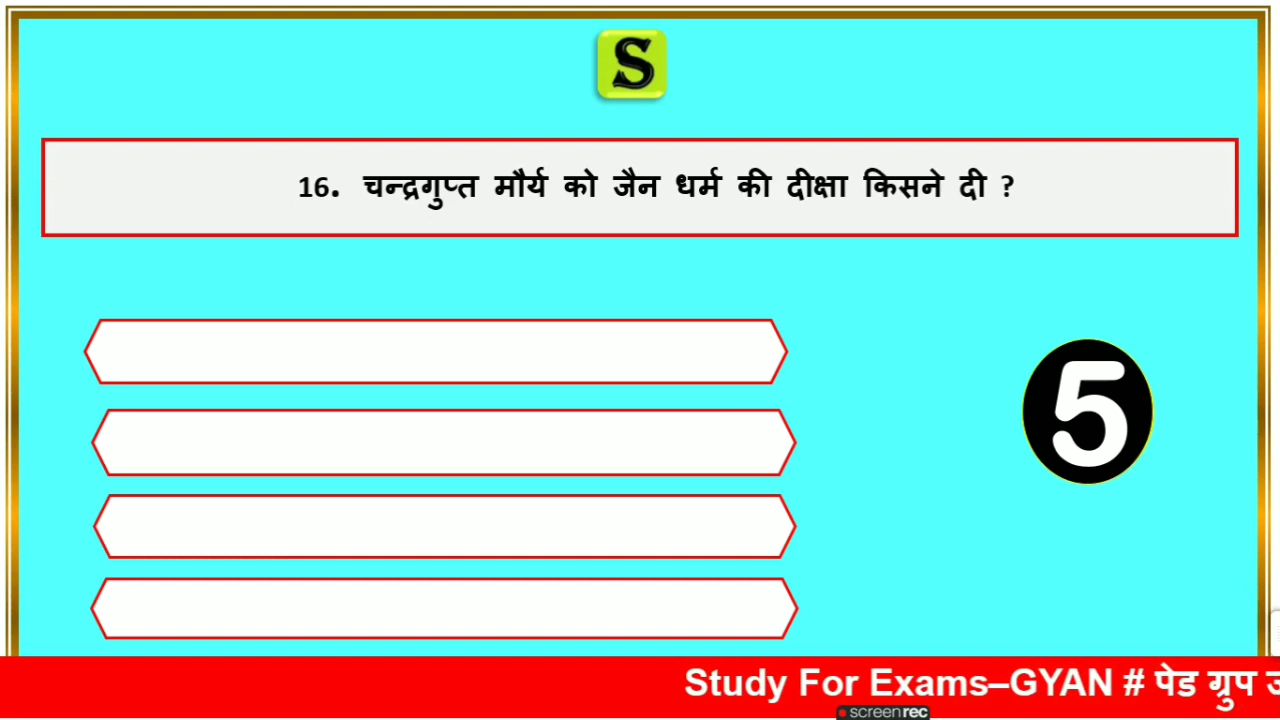 S
16. चन्द्रगुप्त मौर्य को जैन धर्म की दीक्षा किसने दी ?
5
Study For Exams–GYAN # पेड ग्रुप
screenrec